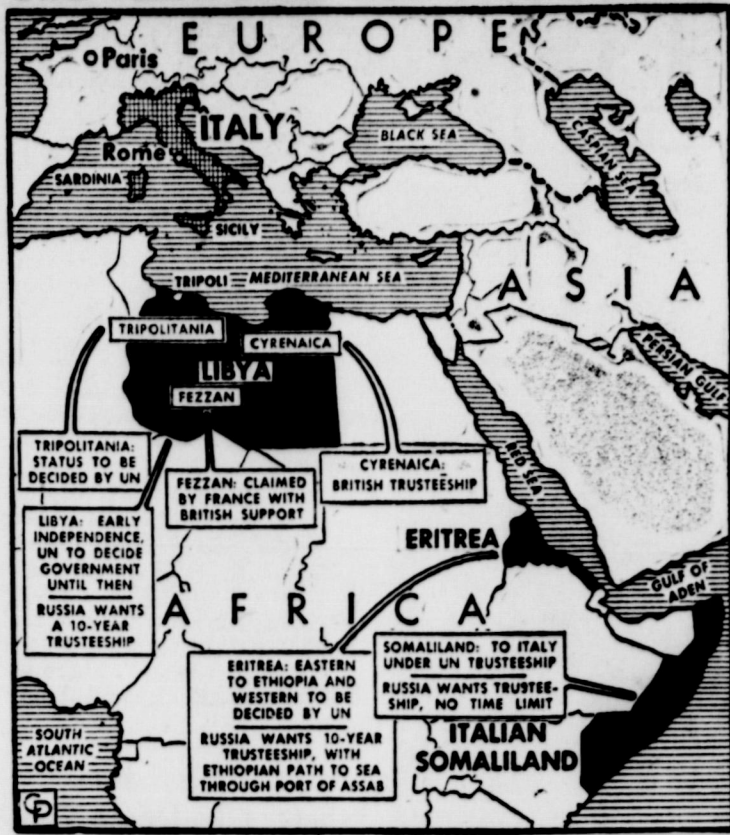 EUROPE
Paris
ITALY
BLACK SEA
CASPIAN SEA
Rome
SARDINIA
SICILY
TRIPOLI
MEDITERRANEAN SEA
ASIA
TRIPOLITANIA
CYRENAICA
LIBYA
FEZZAN
PERSIAN GULF
RED SEA
TRIPOLITANIA:
STATUS TO BE
DECIDED BY UN
FEZZAN: CLAIMED
BY FRANCE WITH
BRITISH SUPPORT
CYRENAICA:
BRITISH TRUSTEESHIP
LIBYA: EARLY
INDEPENDENCE,
UN TO DECIDE
GOVERNMENT
UNTIL THEN
RUSSIA WANTS
A 10-YEAR
TRUSTEESHIP
ERITREA
GULF OF
ADEN
AFRICA
ERITREA: EASTERN
TO ETHIOPIA AND
WESTERN TO BE
DECIDED BY UN
RUSSIA WANTS 10-YEAR
TRUSTEESHIP, WITH
ETHIOPIAN PATH TO SEA
THROUGH PORT OF ASSAB
SOMALILAND: TO ITALY
UNDER UN TRUSTEESHIP
RUSSIA WANTS TRUSTEE-
SHIP, NO TIME LIMIT
SOUTH
ATLANTIC
OCEAN
ITALIAN
SOMALILAND
CP